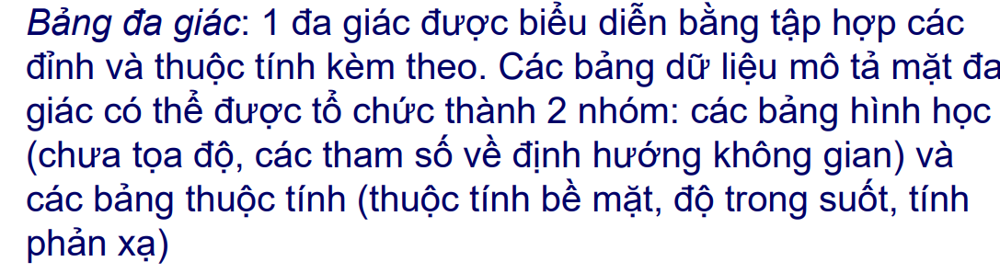 Bảng đa giác: 1 đa giác được biểu diễn bằng tập hợp các
đỉnh và thuộc tính kèm theo. Các bảng dữ liệu mô tả mặt đa
giác có thể được tổ chức thành 2 nhóm: các bảng hình học
(chưa tọa độ, các tham số về định hướng không gian) và
các bảng thuộc tính (thuộc tính bề mặt, độ trong suốt, tính
phản xạ)